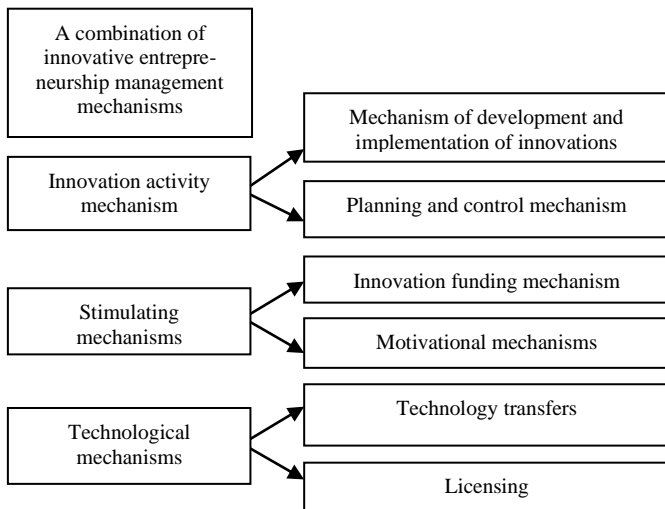 A combination of
innovative entrepre-
neurship management
mechanisms
Mechanism of development and
implementation of innovations
Innovation activity
mechanism
Planning and control mechanism
Innovation funding mechanism
Stimulating
mechanisms
Motivational mechanisms
Technology transfers
Technological
mechanisms
Licensing